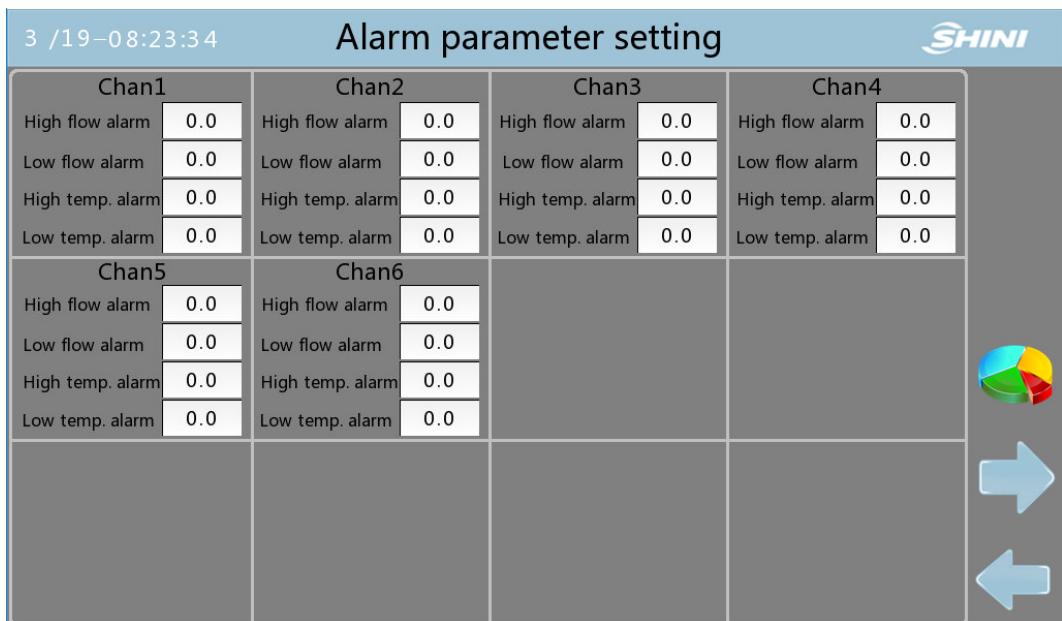 3 /19-08:23:34 Alarm parameter setting SHINI
Chan1 Chan2 Chan3 Chan4
High flow alarm 0.0 High flow alarm 0.0 High flow alarm 0.0 High flow alarm 0.0
Low flow alarm 0.0 Low flow alarm 0.0 Low flow alarm 0.0 Low flow alarm 0.0
High temp. alarm 0.0 High temp. alarm 0.0 High temp. alarm 0.0 High temp. alarm 0.0
Low temp. alarm 0.0 Low temp. alarm 0.0 Low temp. alarm 0.0 Low temp. alarm 0.0
Chan5 Chan6
High flow alarm 0.0 High flow alarm 0.0
Low flow alarm 0.0 Low flow alarm 0.0
High temp. alarm 0.0 High temp. alarm 0.0
Low temp. alarm 0.0 Low temp. alarm 0.0